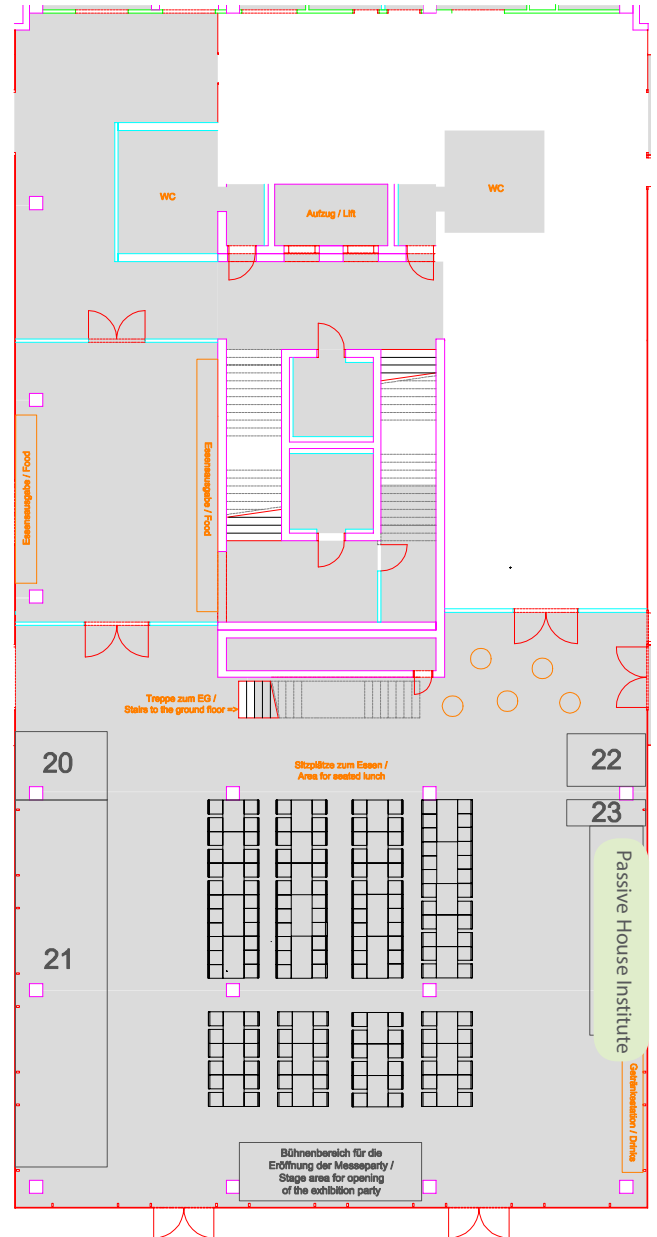 WC
WC
Aufzug / Lift
Essensausgabe / Food
Essensausgabe / Food
Treppe zum EG /
Stairs to the ground floor =>
20
Sitzplätze zum Essen /
Area for seated lunch
22
23
Passive House Institute
21
Getränkestation / Drinks
Bühnenbereich für die
Eröffnung der Messeparty /
Stage area for opening
of the exhibition party